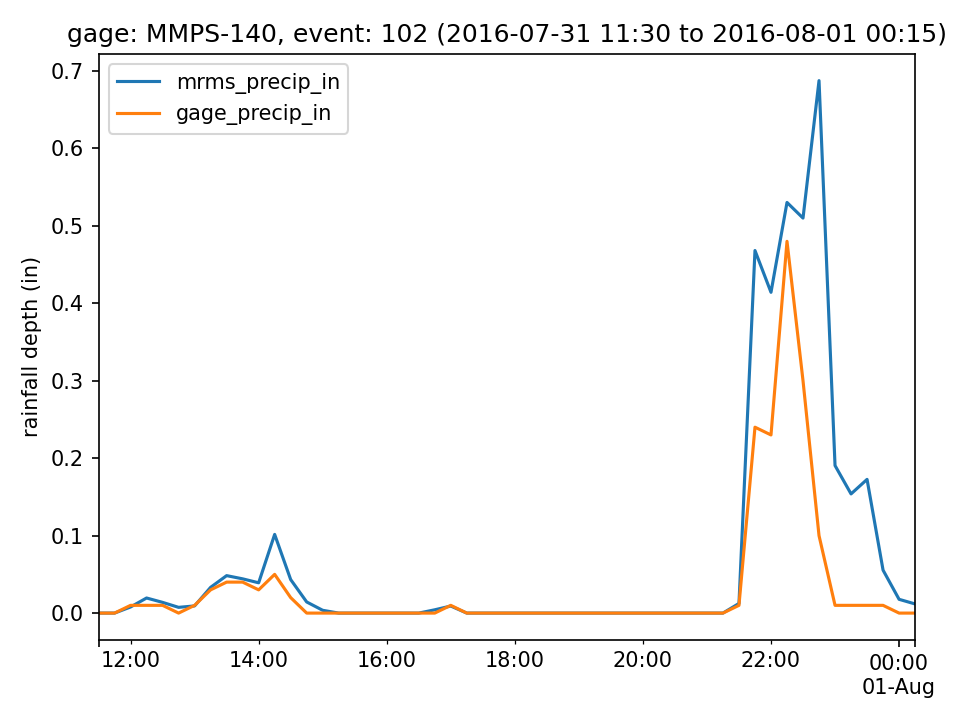 gage: MMPS-140, event: 102 (2016-07-31 11:30 to 2016-08-01 00:15)
mrms_precip_in
gage_precip_in
rainfall depth (in)
0.7
0.6
0.5
0.4
0.3
0.2
0.1
0.0
12:00 14:00 16:00 18:00 20:00 22:00 00:00
01-Aug